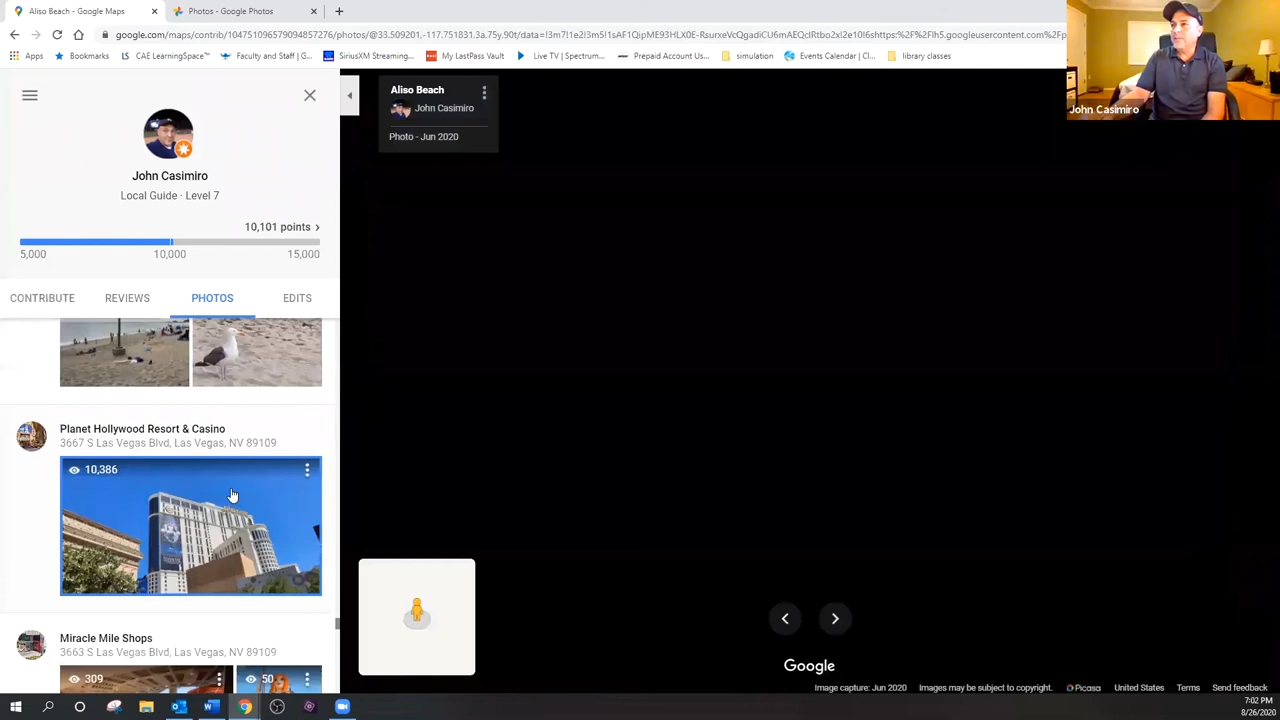 Aliso Beach - Google Maps
Photos - Google Photos
google.com/maps/contrib/104751096579094857276/photos/@33.509201,-117.751831,3.75y,90t/data=!3m7!1e2!3m5!1sAF1QipME93HLX0E-RsurxeVcQgUdiCU6mAEQcIRtbo2xl2e10!6shttps:%2F%2Flh5.googleusercontent.com%2Fp
Apps
Bookmarks
CAE LearningSpace™
Faculty and Staff | G...
SiriusXM Streaming...
My LastPass Vault
Live TV | Spectrum...
Prepaid Account Us...
simulation
Events Calendar | Cl...
library classes
John Casimiro
John Casimiro
Local Guide · Level 7
10,101 points ›
5,000
10,000
15,000
CONTRIBUTE
REVIEWS
PHOTOS
EDITS
Planet Hollywood Resort & Casino
3667 S Las Vegas Blvd, Las Vegas, NV 89109
10,386
Miracle Mile Shops
3663 S Las Vegas Blvd, Las Vegas, NV 89109
309
50
Aliso Beach
John Casimiro
Photo - Jun 2020
Google
Image capture: Jun 2020
Images may be subject to copyright.
Picasa
United States
Terms
Send feedback
7:02 PM
8/26/2020